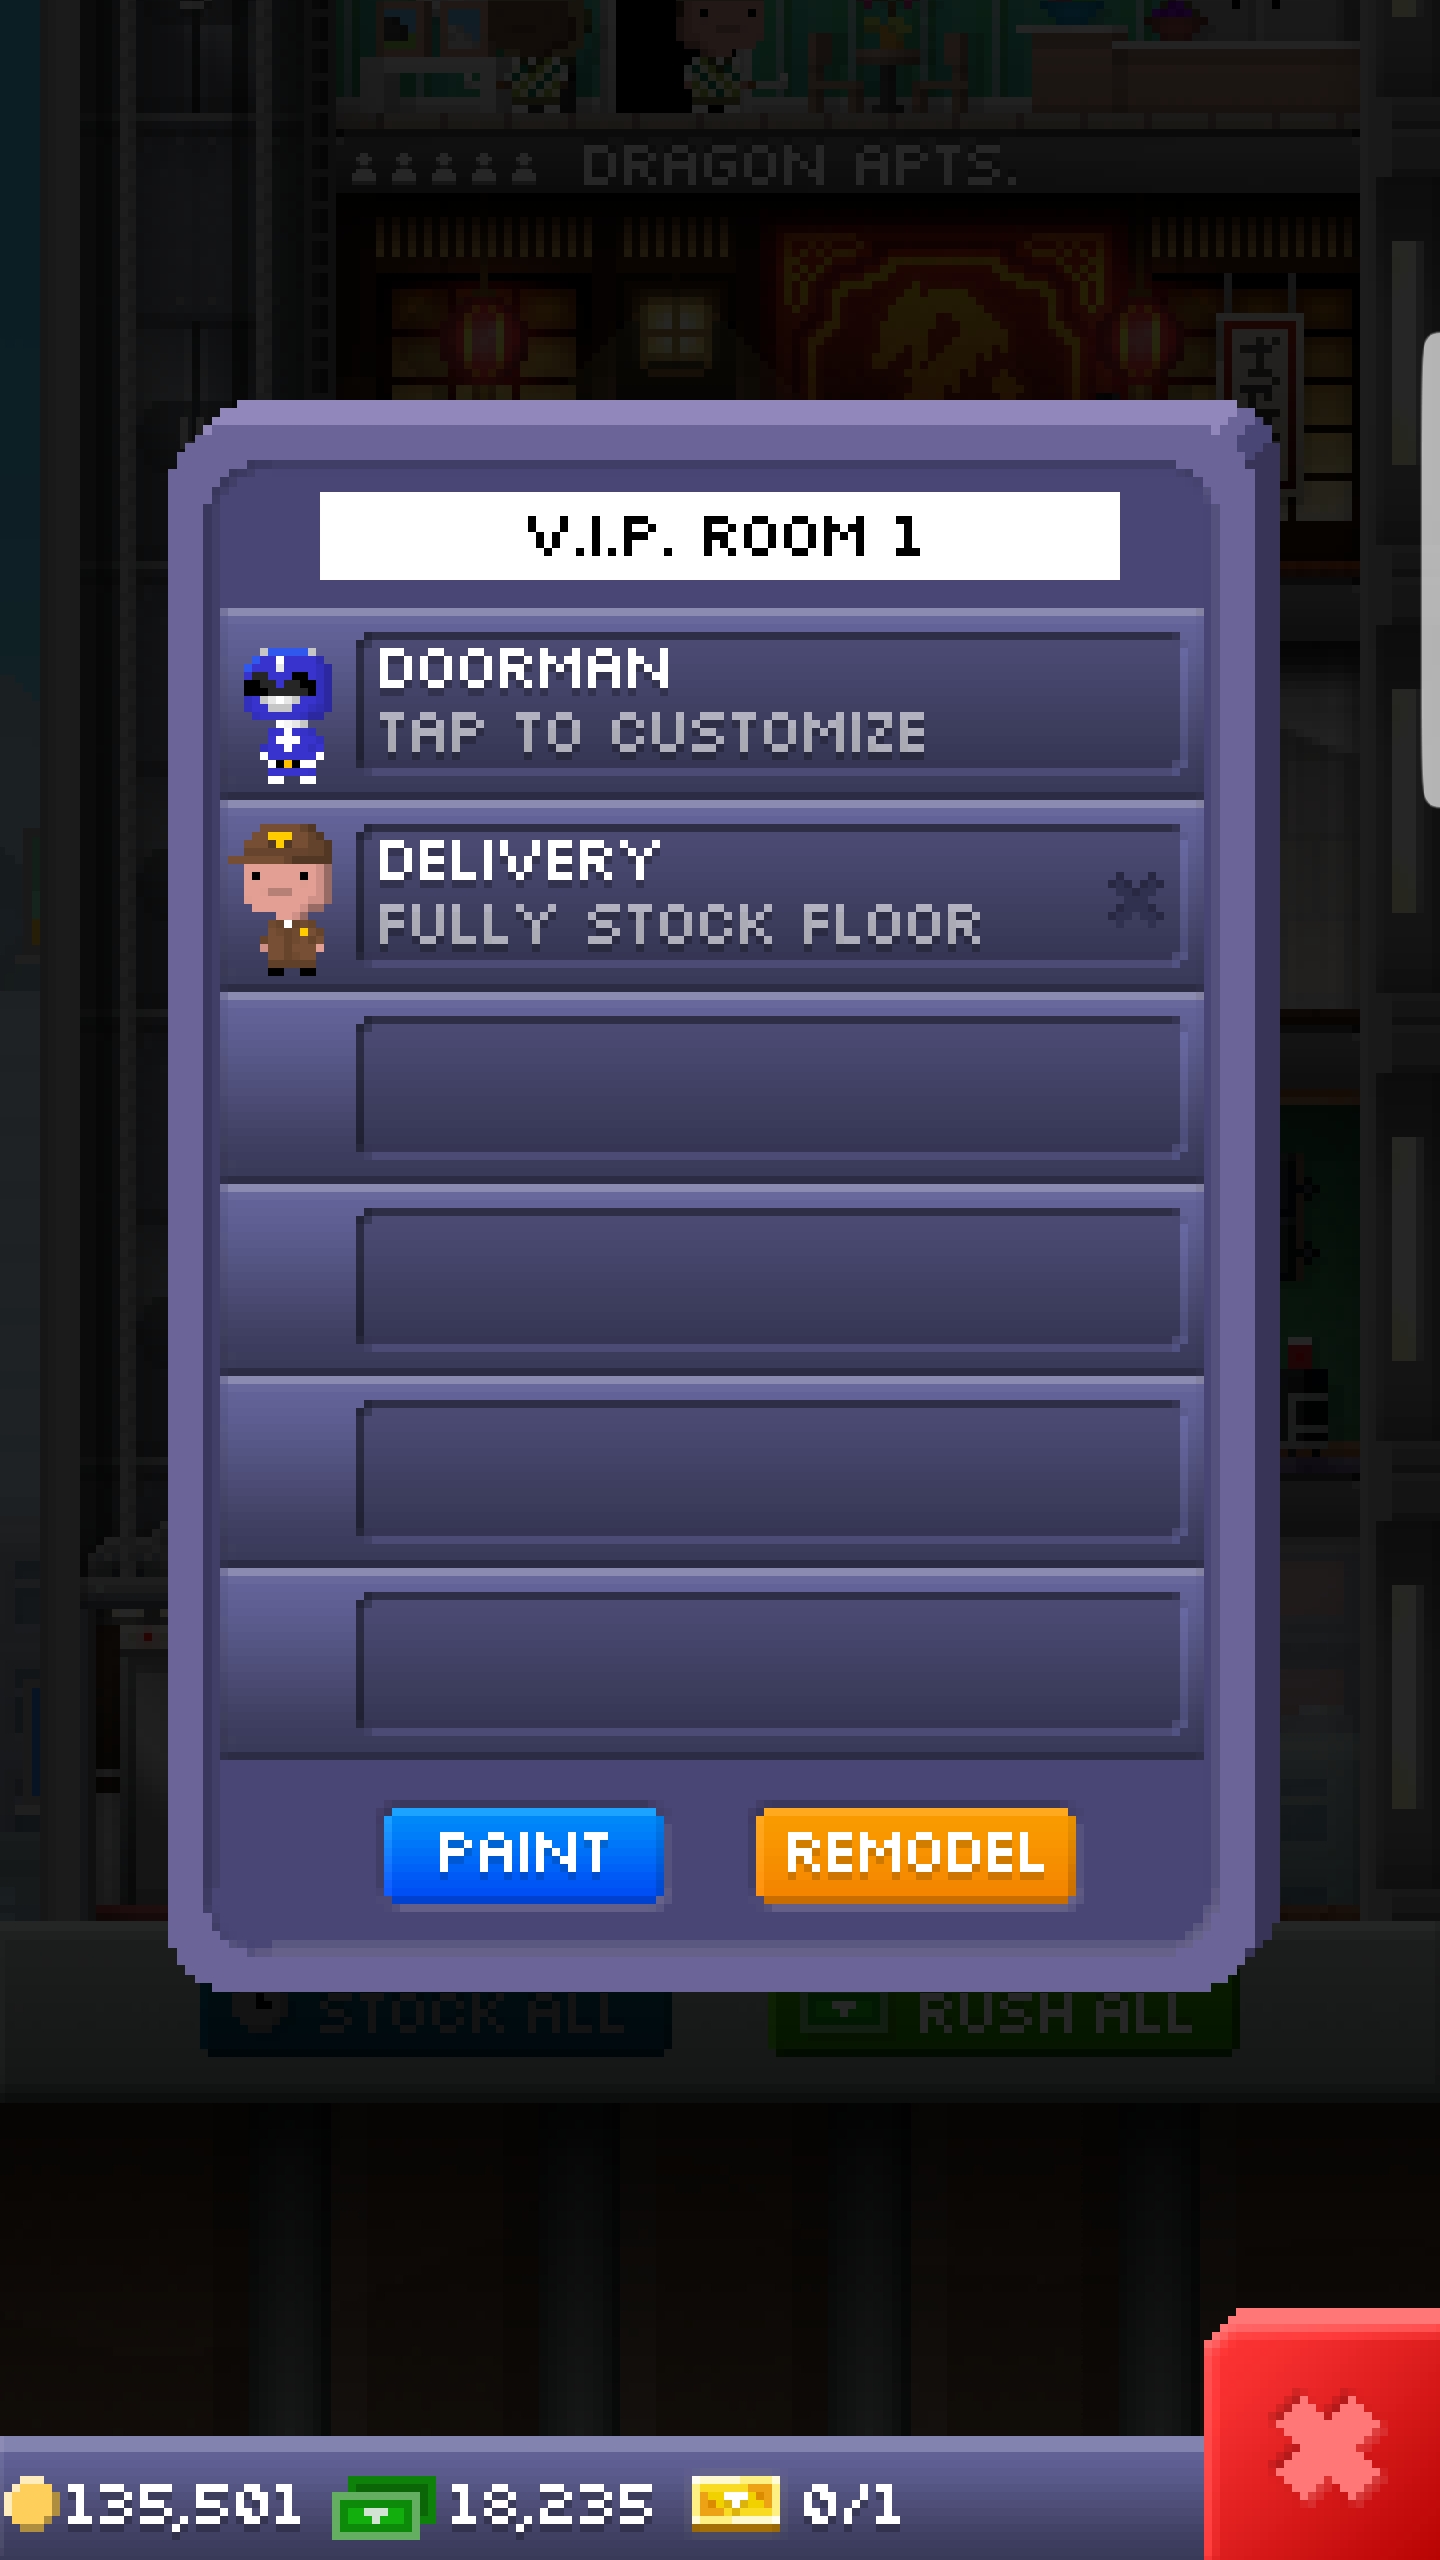 DRAGON APTS.
V.I.P. ROOM 1
DOORMAN
TAP TO CUSTOMIZE
DELIVERY
FULLY STOCK FLOOR
PAINT
REMODEL
STOCK ALL
RUSH ALL
135,501
18,235
0/1